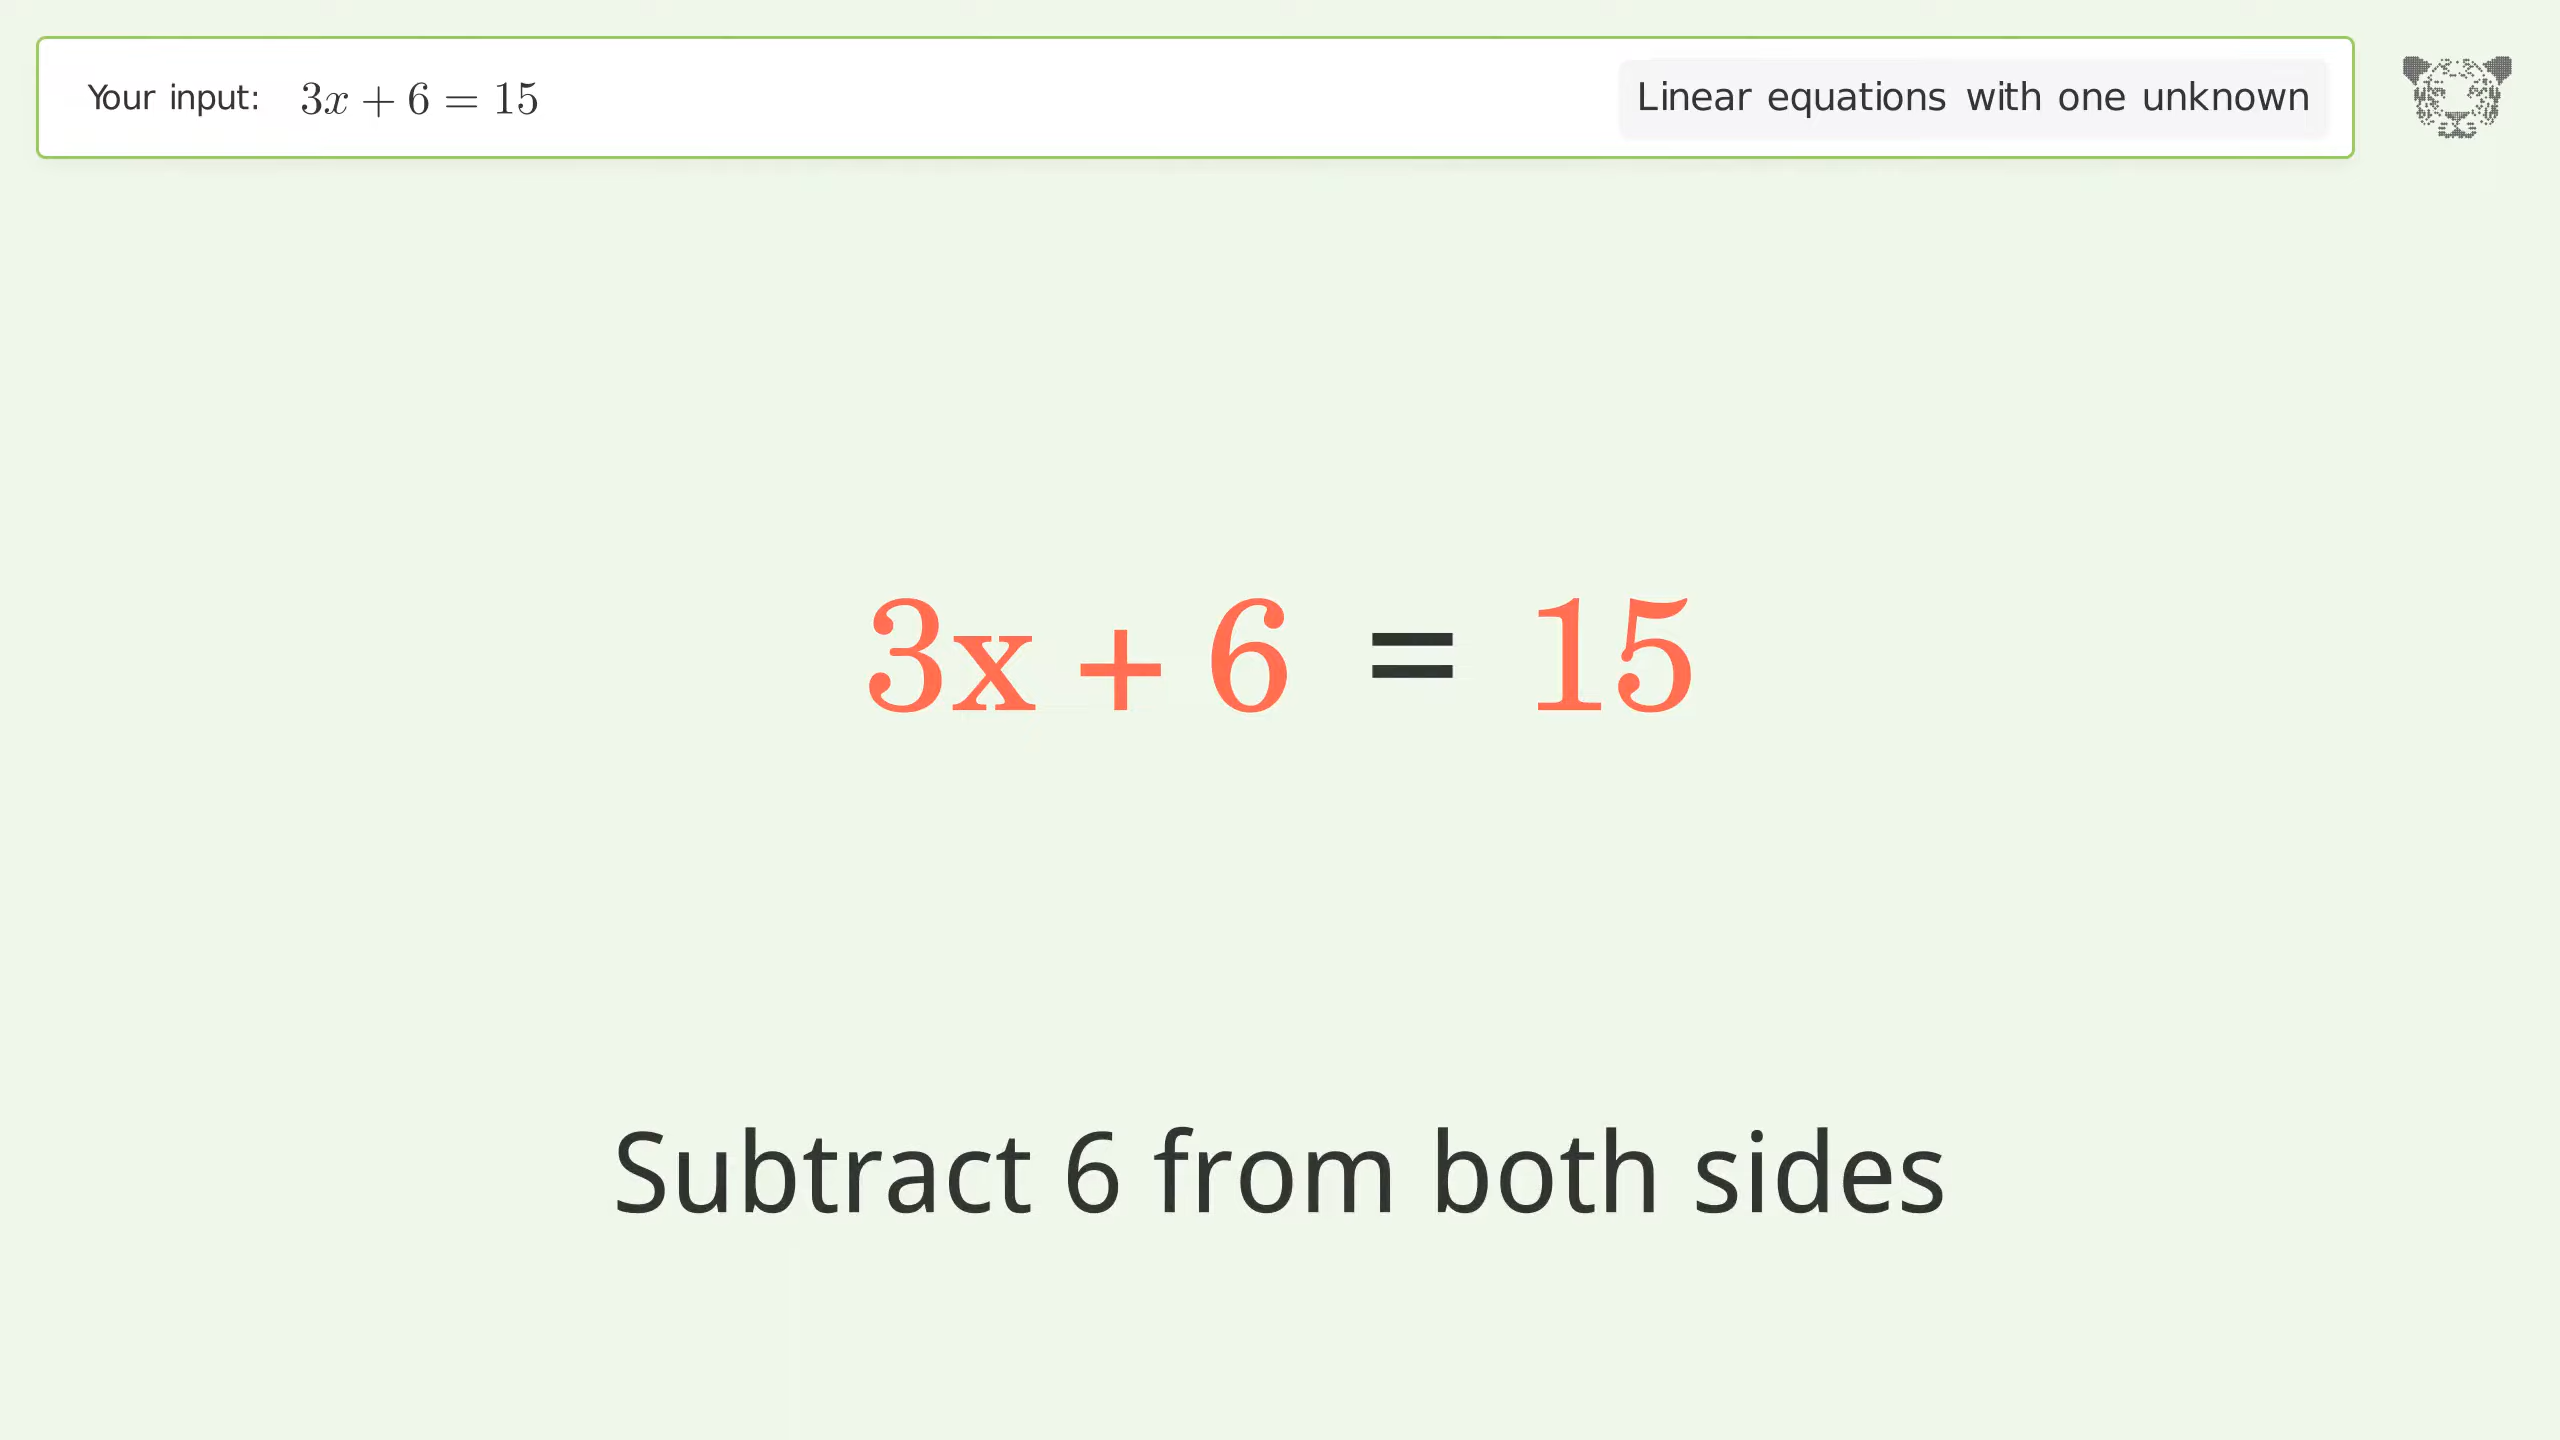 Your input: 3x + 6 = 15
Linear equations with one unknown
3x + 6 = 15
Subtract 6 from both sides